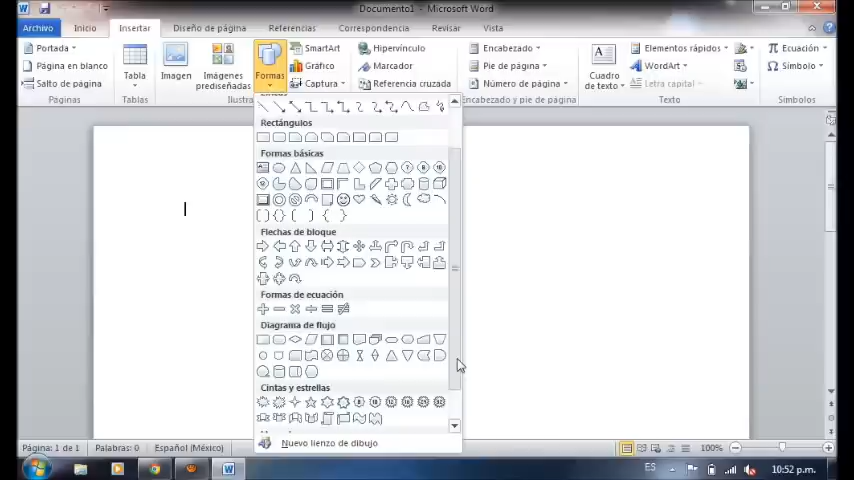 Documento1 - Microsoft Word
Archivo Inicio Insertar Diseño de página Referencias Correspondencia Revisar Vista
Portada
Página en blanco
Salto de página
Páginas
Tabla
Tablas
Imagen
Imágenes
prediseñadas
Formas
SmartArt
Gráfico
Captura
Ilustra
Hipervínculo
Marcador
Referencia cruzada
Encabezado
Pie de página
Número de página
Encabezado y pie de página
Cuadro
de texto
Elementos rápidos
WordArt
Letra capital
Texto
Ecuación
Símbolo
Símbolos
Rectángulos
Formas básicas
Flechas de bloque
Formas de ecuación
Diagrama de flujo
Cintas y estrellas
Nuevo lienzo de dibujo
Página: 1 de 1 Palabras: 0 Español (México) 100%
ES 10:52 p.m.